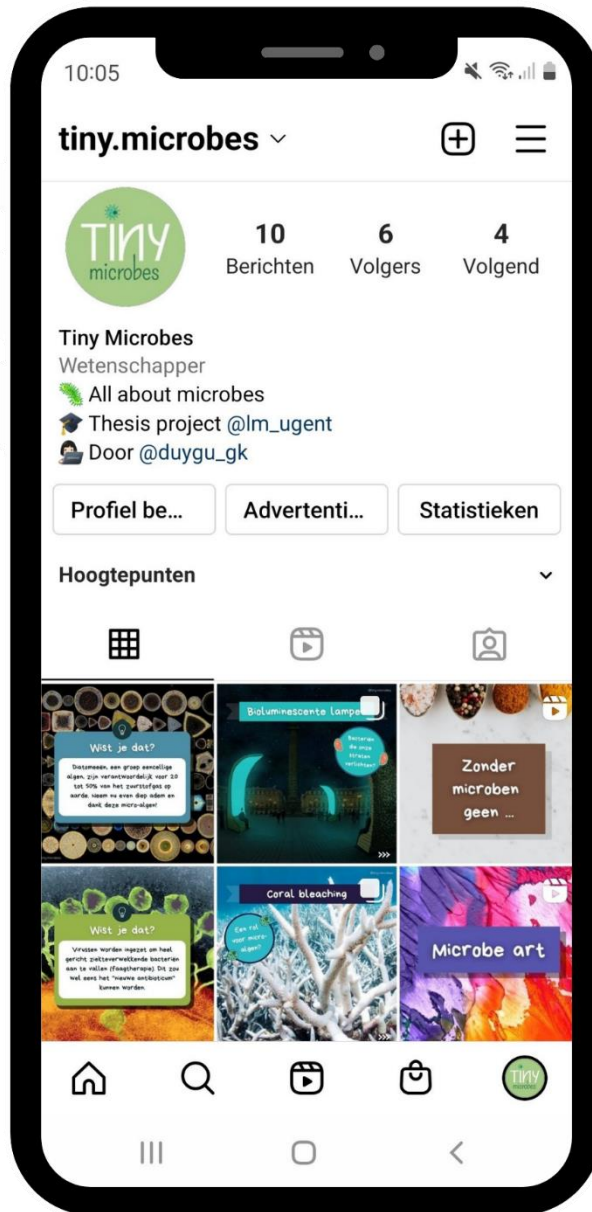 10:05
tiny.microbes
TINY
microbes
10
6
4
Berichten
Volgers
Volgend
Tiny Microbes
Wetenschapper
All about microbes
Thesis project @lm_ugent
Door @duygu_gk
Profiel be...
Advertenti...
Statistieken
Hoogtepunten
Wist je dat?
Diatomeeën, een groep eencellige
algen, zijn verantwoordelijk voor 20
tot 50% van het zuurstofgas op
aarde. Neem nu even diep adem en
dank deze micro-algen!
Bioluminescente lampe
Bacteriën
die onze
straten
verlichten?
Zonder
microben
geen ...
Wist je dat?
Virussen worden ingezet om heel
gericht ziekteverwekkende bacteriën
aan te vallen (faagtherapie). Dit zou
wel eens het "nieuwe antibioticum"
kunnen worden.
Coral bleaching
Een rol
voor micro-
algen?
Microbe art
TINY
microbes